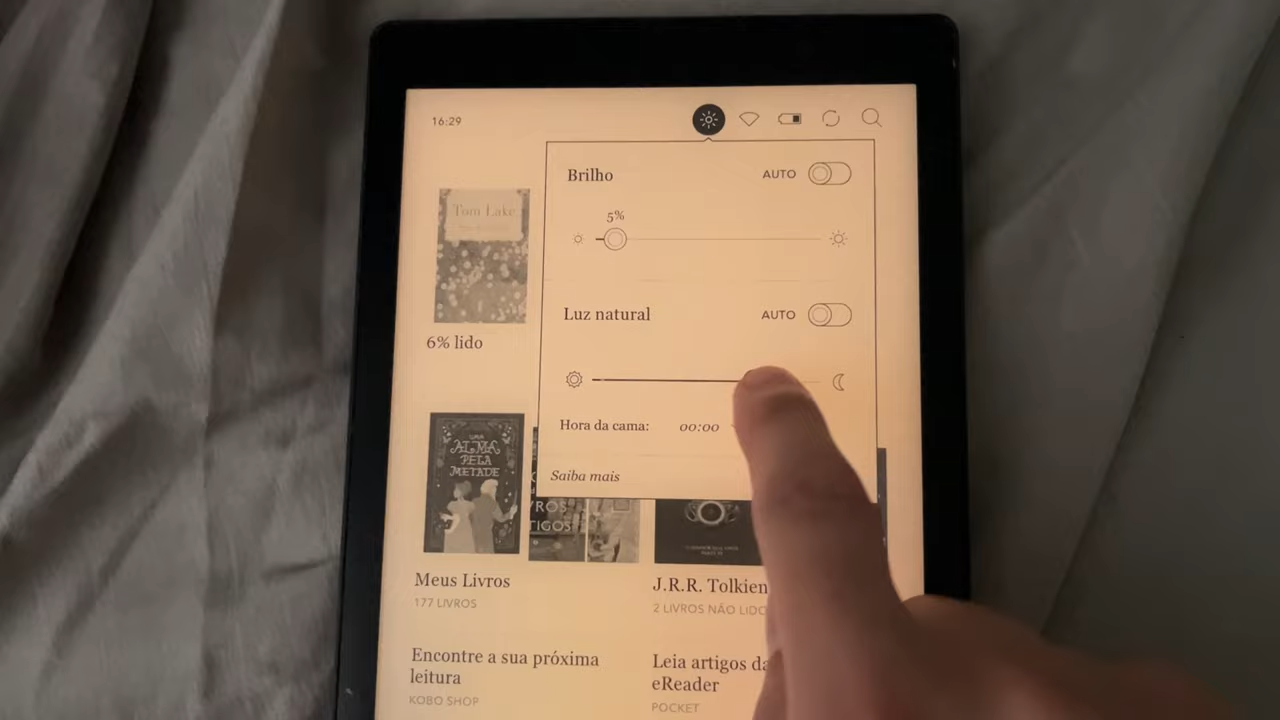 16:29
Brilho
AUTO
5%
Tom Lake
Luz natural
AUTO
6% lido
Hora da cama: 00:00
UMA
ALMA
PELA
METADE
Saiba mais
Meus Livros
177 LIVROS
J.R.R. Tolkien
2 LIVROS NÃO LIDO
Encontre a sua próxima
leitura
KOBO SHOP
Leia artigos da
eReader
POCKET